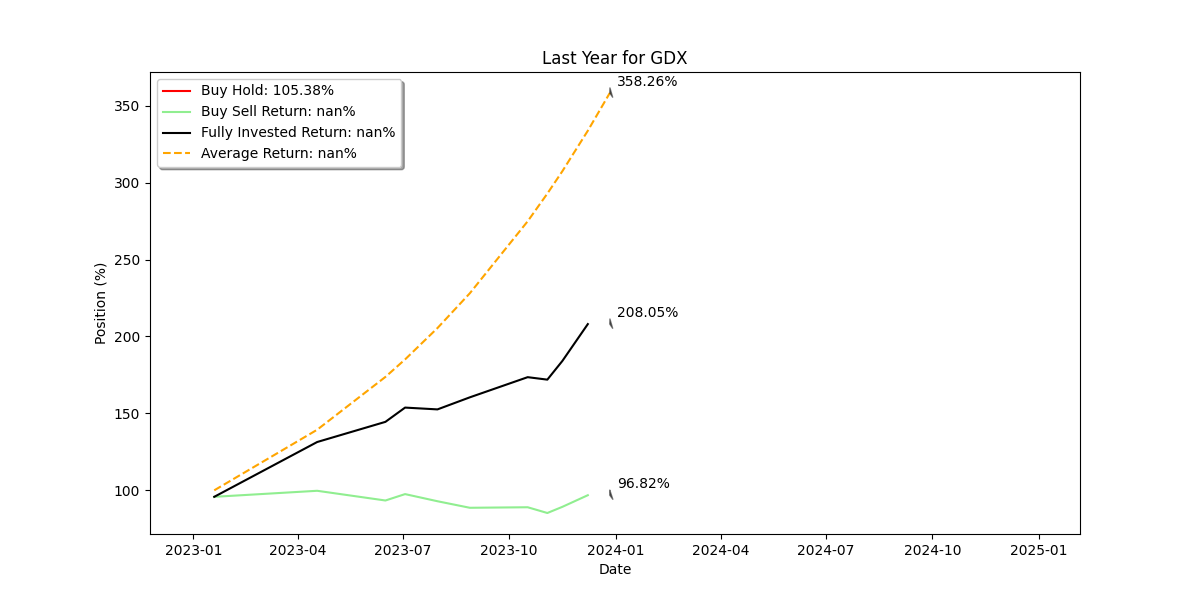 Last Year for GDX
358.26%
Buy Hold: 105.38%
Buy Sell Return: nan%
Fully Invested Return: nan%
Average Return: nan%
350
300
250
200
150
100
208.05%
96.82%
Position (%)
2023-01 2023-04 2023-07 2023-10 2024-01 2024-04 2024-07 2024-10 2025-01
Date